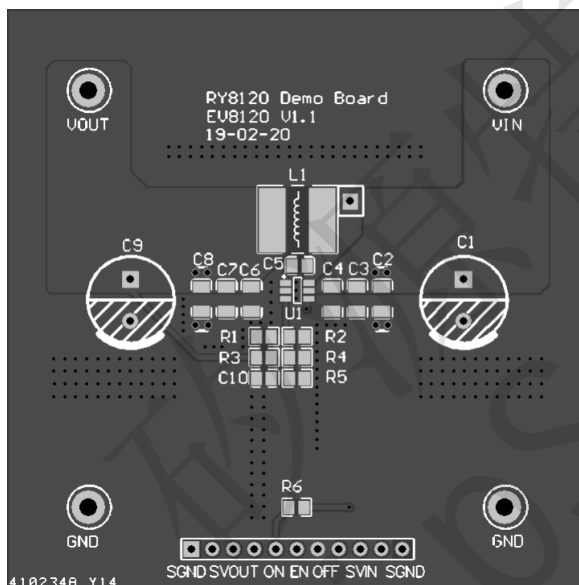 RY8120 Demo Board
EV8120 V1.1
19-02-20
VOUT
VIN
L1
C9
C1
C8
C7
C6
C5
C4
C3
C2
U1
R1
R2
R3
R4
C10
R5
R6
GND
GND
SGND SVOUT ON EN OFF SVIN SGND
4102348 Y14